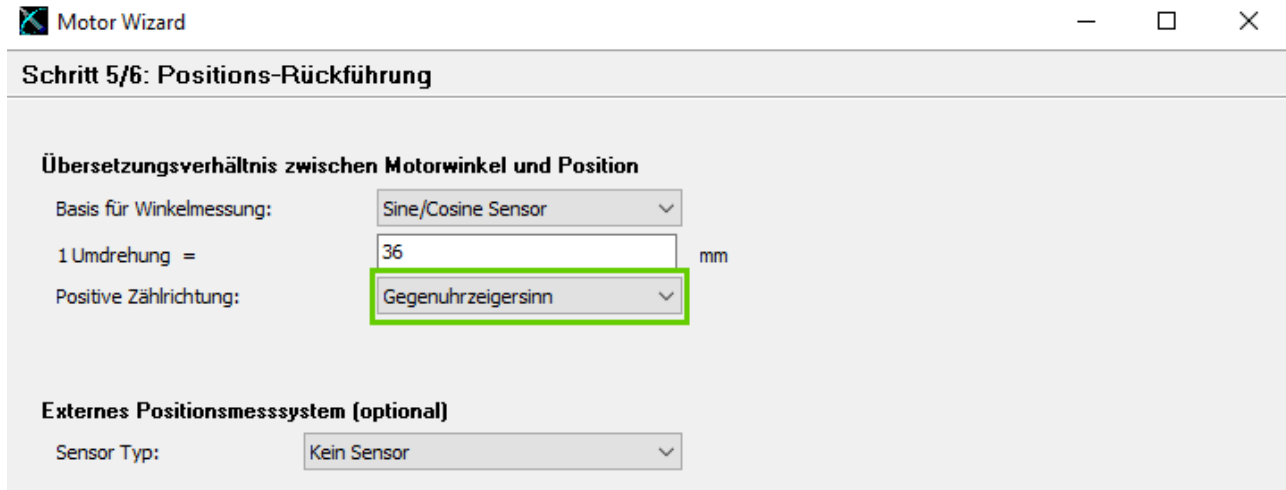 Motor Wizard
Schritt 5/6: Positions-Rückführung
Übersetzungsverhältnis zwischen Motorwinkel und Position
Basis für Winkelmessung: Sine/Cosine Sensor
1 Umdrehung = 36 mm
Positive Zählrichtung: Gegenuhrzeigersinn
Externes Positionsmesssystem (optional)
Sensor Typ: Kein Sensor